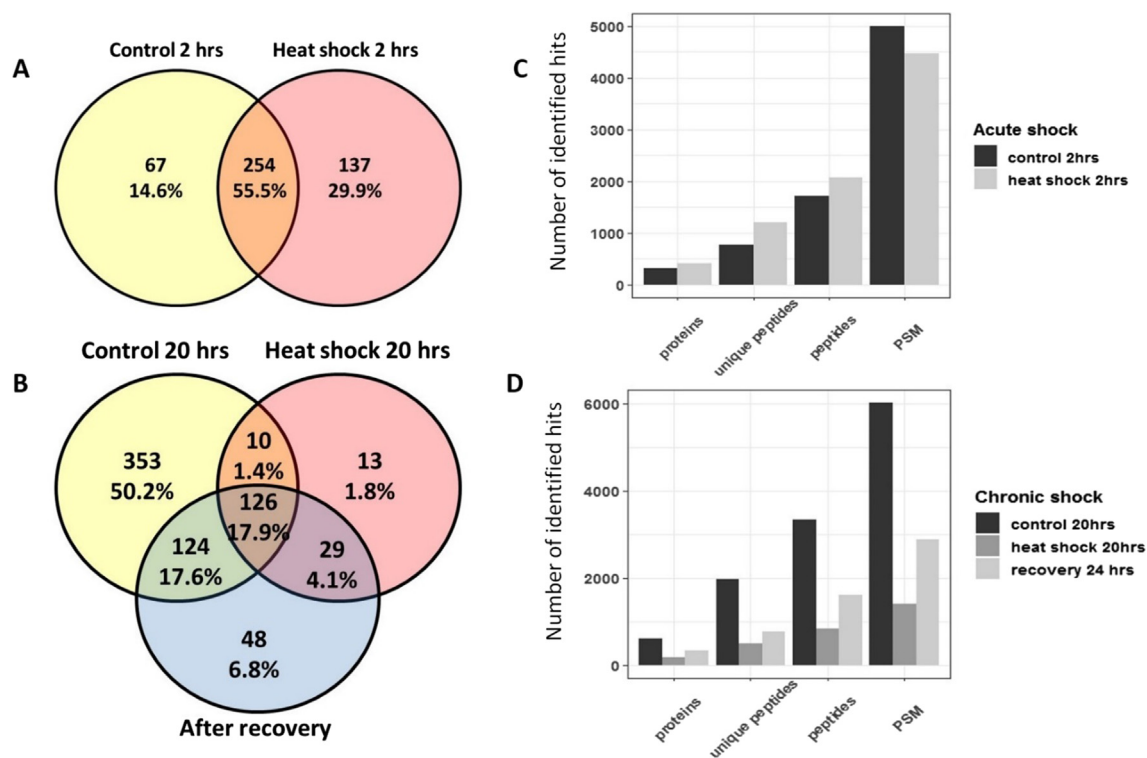 A
Control 2 hrs
Heat shock 2 hrs
67
14.6%
254
55.5%
137
29.9%
B
Control 20 hrs
Heat shock 20 hrs
353
50.2%
10
1.4%
13
1.8%
126
17.9%
124
17.6%
29
4.1%
48
6.8%
After recovery
C
Number of identified hits
5000
4000
3000
2000
1000
0
proteins
unique peptides
peptides
PSM
Acute shock
control 2hrs
heat shock 2hrs
D
Number of identified hits
6000
4000
2000
0
proteins
unique peptides
peptides
PSM
Chronic shock
control 20hrs
heat shock 20hrs
recovery 24 hrs